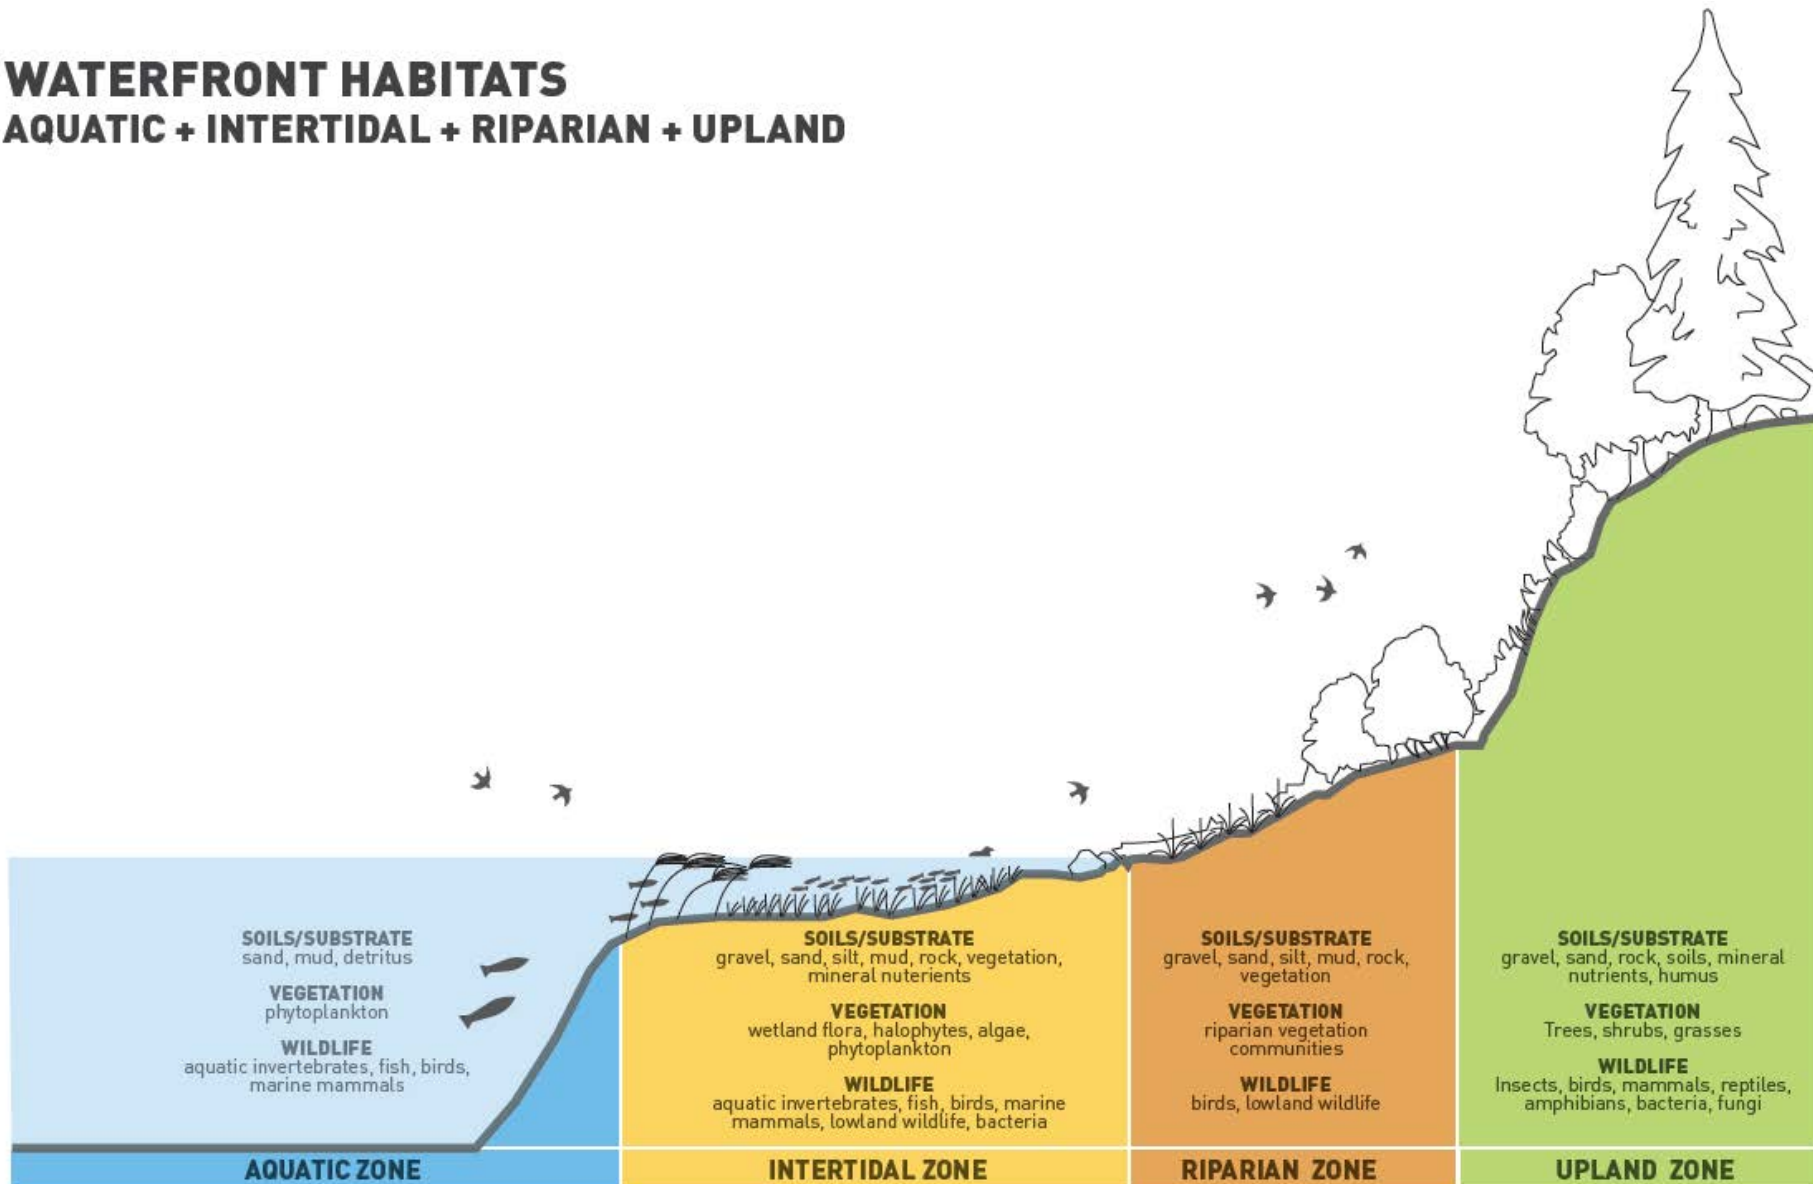 WATERFRONT HABITATS
AQUATIC + INTERTIDAL + RIPARIAN + UPLAND
SOILS/SUBSTRATE
sand, mud, detritus
VEGETATION
phytoplankton
WILDLIFE
aquatic invertebrates, fish, birds,
marine mammals
AQUATIC ZONE
SOILS/SUBSTRATE
gravel, sand, silt, mud, rock, vegetation,
mineral nuterients
VEGETATION
wetland flora, halophytes, algae,
phytoplankton
WILDLIFE
aquatic invertebrates, fish, birds, marine
mammals, lowland wildlife, bacteria
INTERTIDAL ZONE
SOILS/SUBSTRATE
gravel, sand, silt, mud, rock,
vegetation
VEGETATION
riparian vegetation
communities
WILDLIFE
birds, lowland wildlife
RIPARIAN ZONE
SOILS/SUBSTRATE
gravel, sand, rock, soils, mineral
nutrients, humus
VEGETATION
Trees, shrubs, grasses
WILDLIFE
Insects, birds, mammals, reptiles,
amphibians, bacteria, fungi
UPLAND ZONE